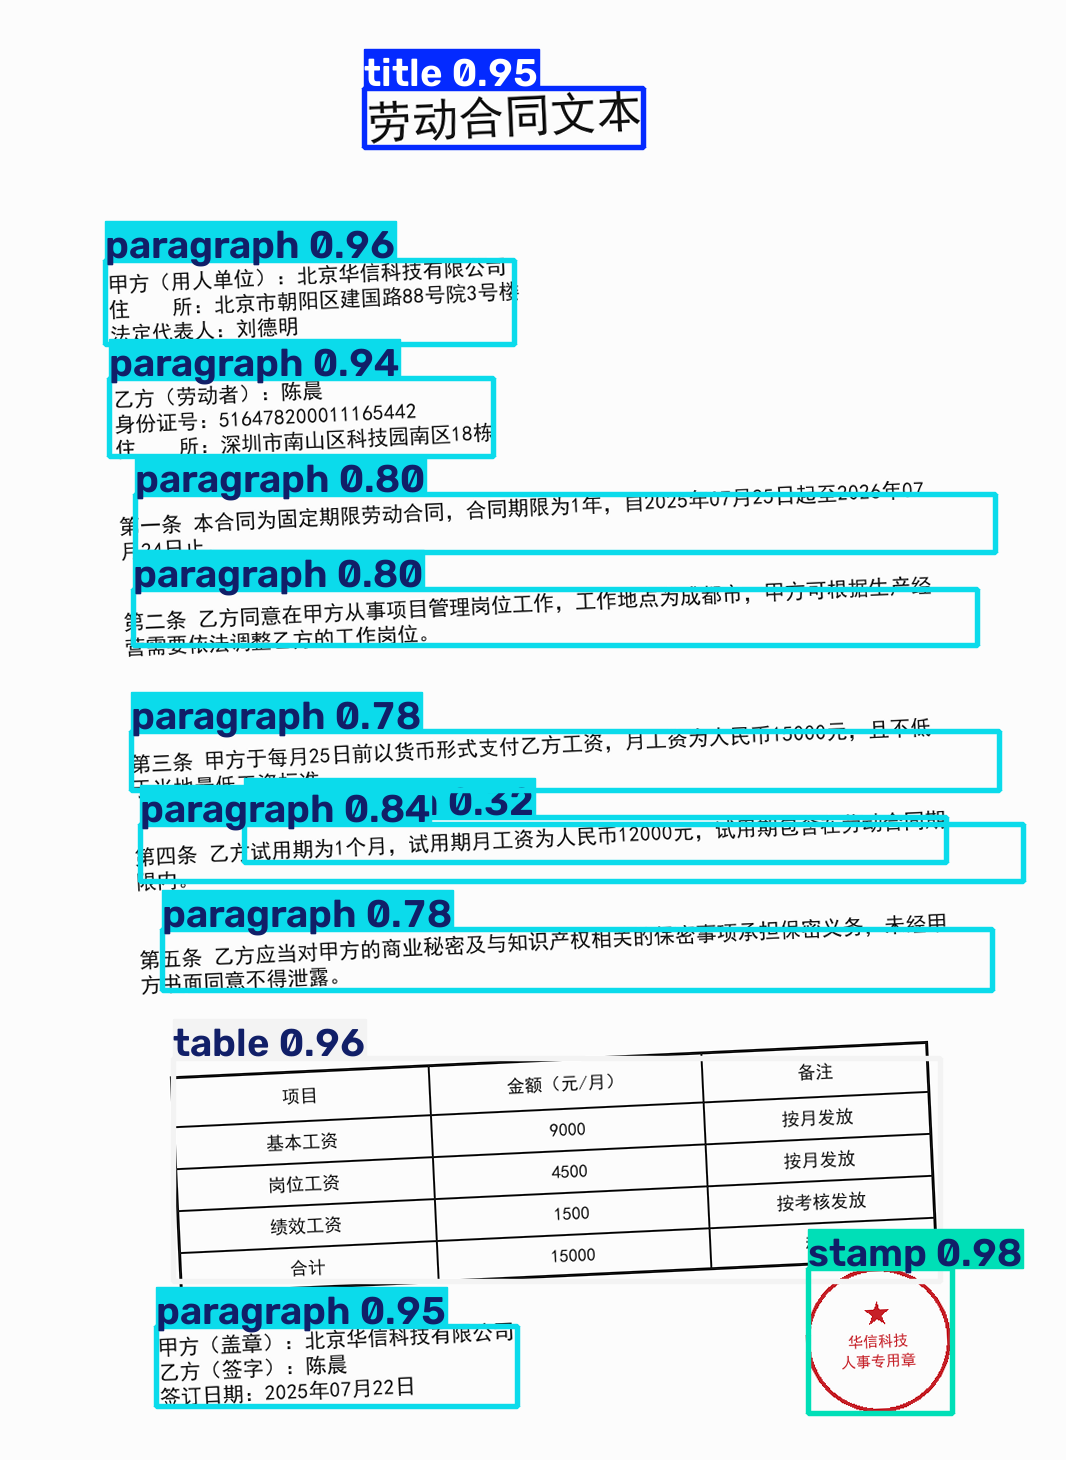 title 0.95
劳动合同文本
paragraph 0.96
甲方（用人单位）：北京华信科技有限公司
住　　所：北京市朝阳区建国路88号院3号楼
法定代表人：刘德明
paragraph 0.94
乙方（劳动者）：陈晨
身份证号：516478200011165442
住　　所：深圳市南山区科技园南区18栋
paragraph 0.80
第一条 本合同为固定期限劳动合同，合同期限为1年，自2025年07月25日起至2026年07
月24日止
paragraph 0.80
第二条 乙方同意在甲方从事项目管理岗位工作，工作地点为成都市，甲方可根据生产经
营需要依法调整乙方的工作岗位。
paragraph 0.78
第三条 甲方于每月25日前以货币形式支付乙方工资，月工资为人民币15000元，且不低
于当地最低工资标准
paragraph 0.84 0.32
第四条 乙方试用期为1个月，试用期月工资为人民币12000元，试用期包含在劳动合同期
限内。
paragraph 0.78
第五条 乙方应当对甲方的商业秘密及与知识产权相关的保密事项承担保密义务，未经甲
方书面同意不得泄露。
table 0.96
项目 金额（元/月） 备注
基本工资 9000 按月发放
岗位工资 4500 按月发放
绩效工资 1500 按考核发放
合计 15000
stamp 0.98
华信科技
人事专用章
paragraph 0.95
甲方（盖章）：北京华信科技有限公司
乙方（签字）：陈晨
签订日期：2025年07月22日